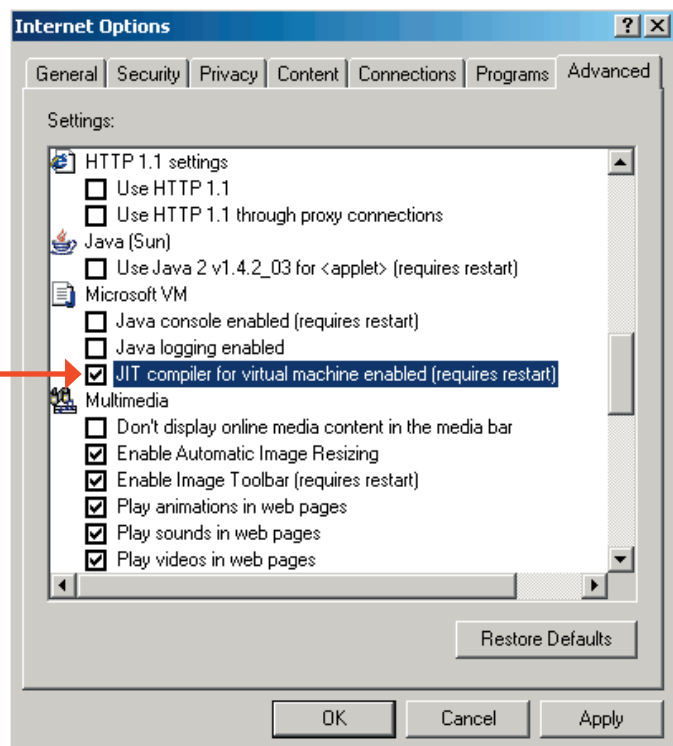 Internet Options
General Security Privacy Content Connections Programs Advanced
Settings:
HTTP 1.1 settings
Use HTTP 1.1
Use HTTP 1.1 through proxy connections
Java (Sun)
Use Java 2 v1.4.2_03 for <applet> (requires restart)
Microsoft VM
Java console enabled (requires restart)
Java logging enabled
JIT compiler for virtual machine enabled (requires restart)
Multimedia
Don't display online media content in the media bar
Enable Automatic Image Resizing
Enable Image Toolbar (requires restart)
Play animations in web pages
Play sounds in web pages
Play videos in web pages
Restore Defaults
OK Cancel Apply